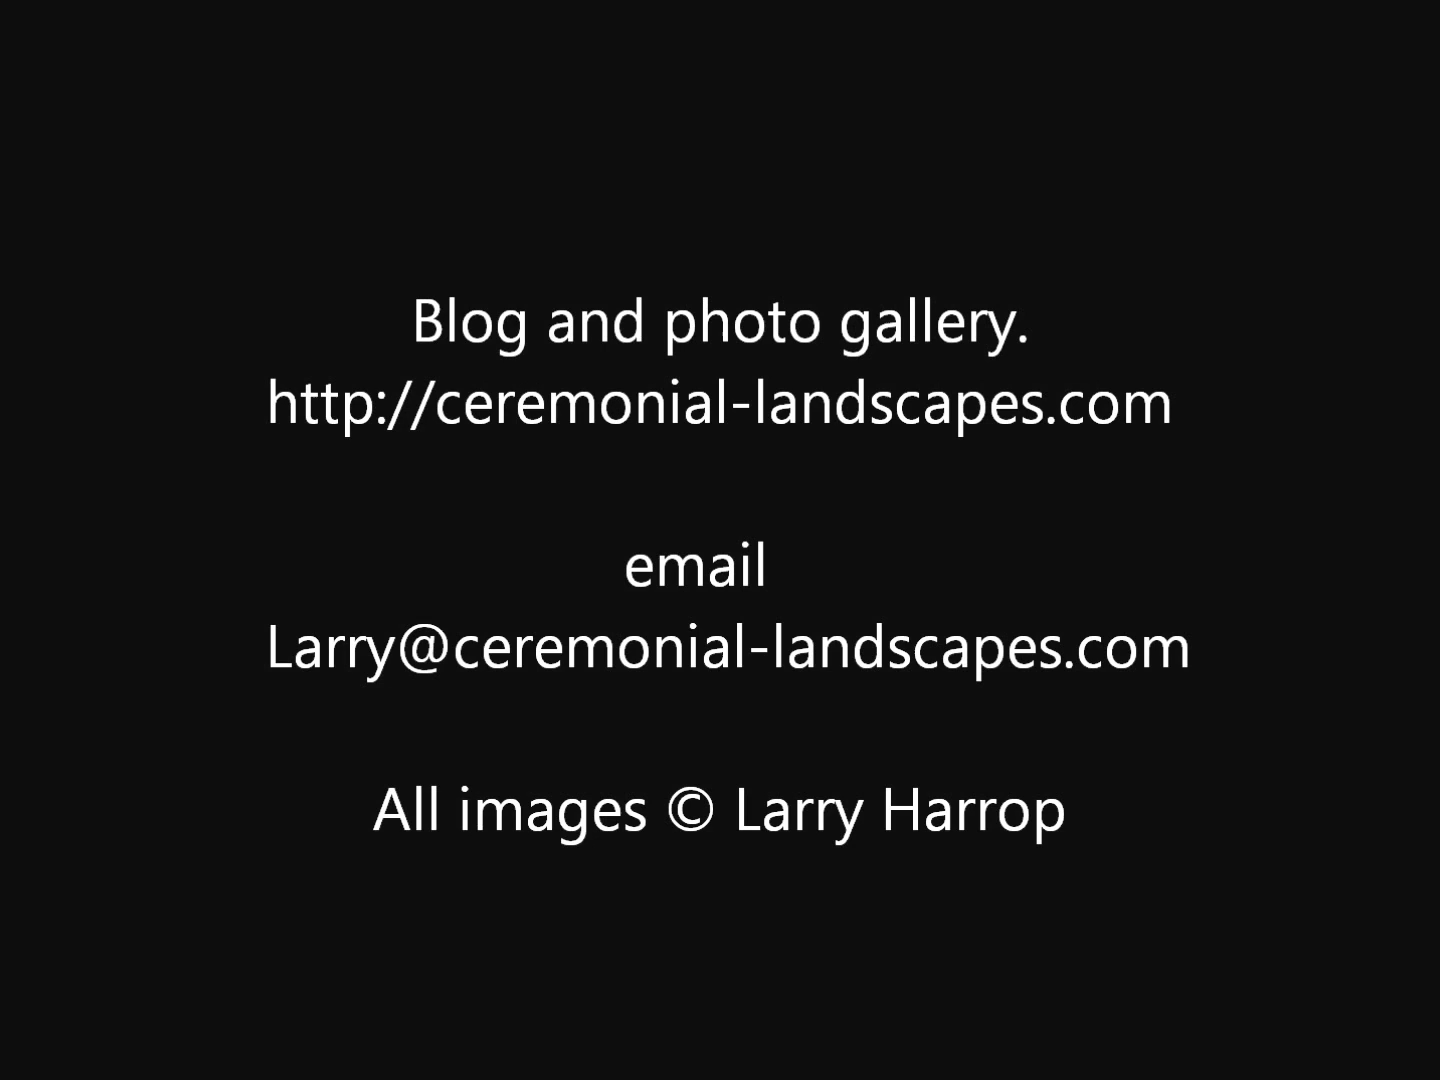 Blog and photo gallery.
http://ceremonial-landscapes.com
email
Larry@ceremonial-landscapes.com
All images © Larry Harrop